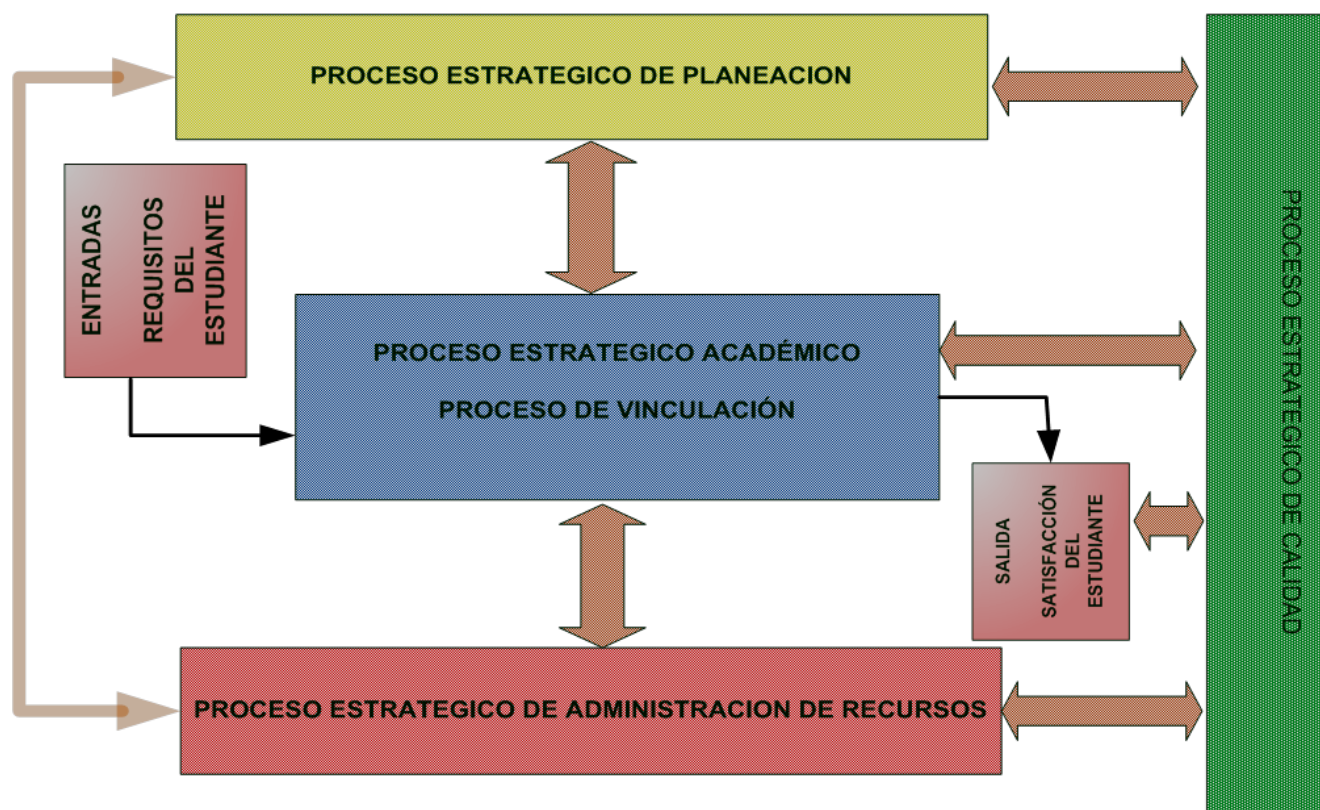 PROCESO ESTRATEGICO DE PLANEACION
ENTRADAS
REQUISITOS
DEL
ESTUDIANTE
PROCESO ESTRATEGICO ACADÉMICO
PROCESO DE VINCULACIÓN
SALIDA
SATISFACCIÓN
DEL
ESTUDIANTE
PROCESO ESTRATEGICO DE ADMINISTRACION DE RECURSOS
PROCESO ESTRATEGICO DE CALIDAD